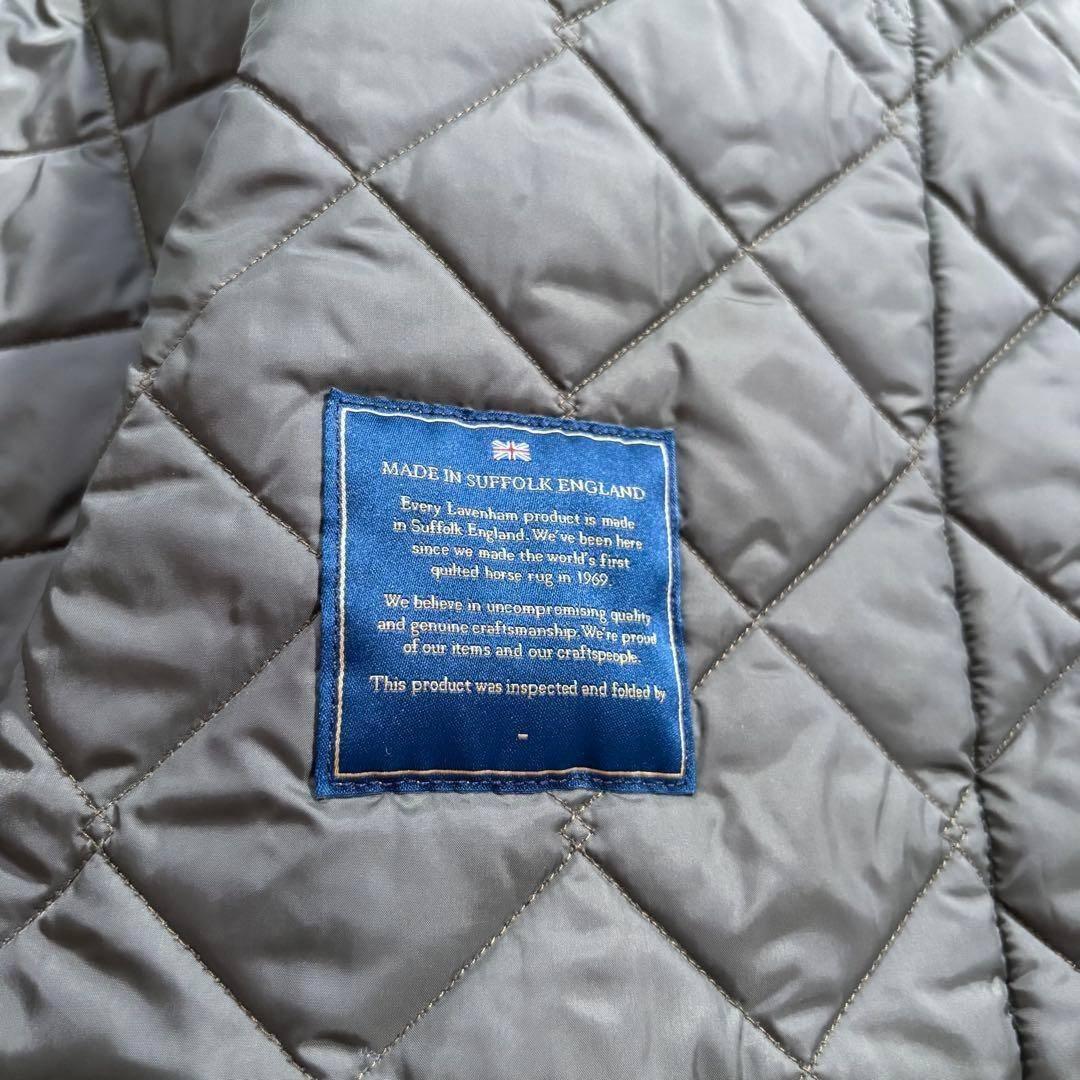 MADE IN SUFFOLK ENGLAND
Every Lavenham product is made
in Suffolk England. We've been here
since we made the world's first
quilted horse rug in 1969.
We believe in uncompromising quality
and genuine craftsmanship. We're proud
of our items and our craftspeople.
This product was inspected and folded by
-